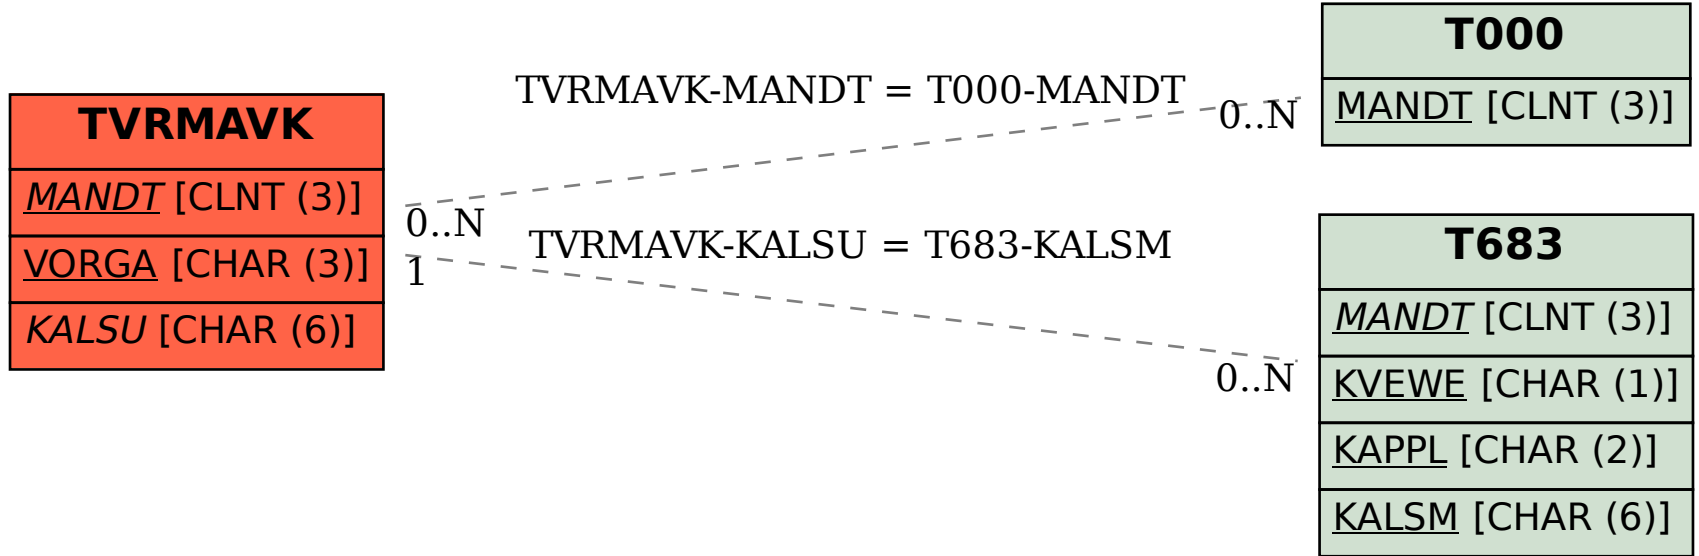 TVRMAVK
MANDT [CLNT (3)]
VORGA [CHAR (3)]
KALSU [CHAR (6)]
TVRMAVK-MANDT = T000-MANDT
0..N
0..N
TVRMAVK-KALSU = T683-KALSM
1
0..N
T000
MANDT [CLNT (3)]
T683
MANDT [CLNT (3)]
KVEWE [CHAR (1)]
KAPPL [CHAR (2)]
KALSM [CHAR (6)]